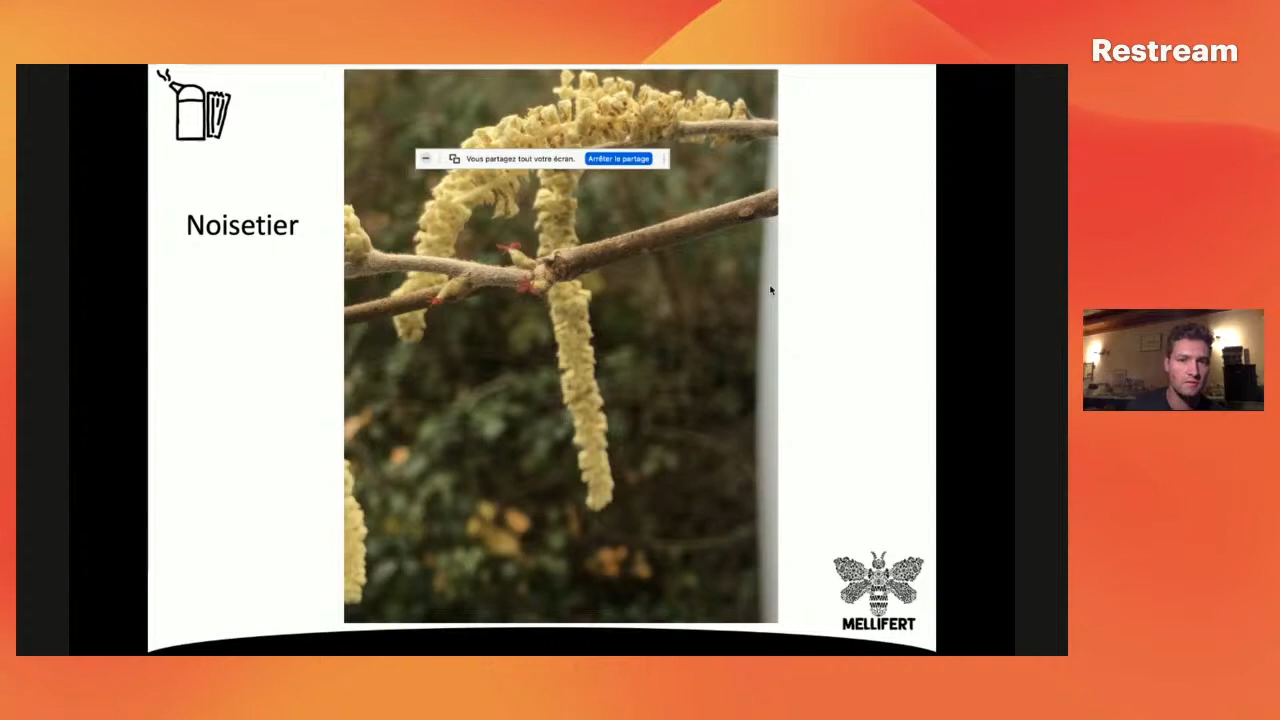 Restream
Vous partagez tout votre écran. Arrêter le partage
Noisetier
MELLIFERT